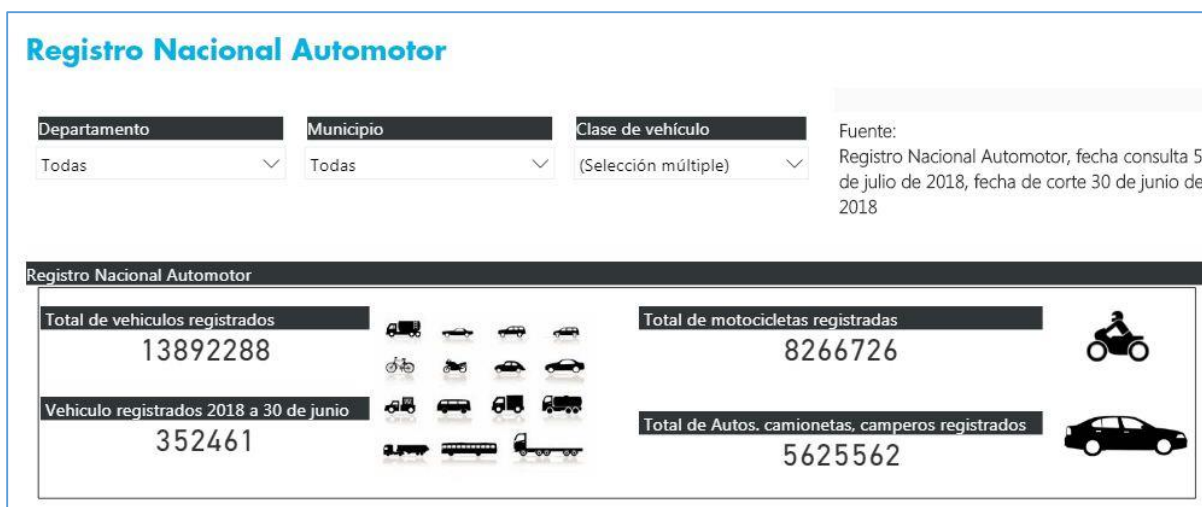 Registro Nacional Automotor
Departamento
Todas
Municipio
Todas
Clase de vehículo
(Selección múltiple)
Fuente:
Registro Nacional Automotor, fecha consulta 5
de julio de 2018, fecha de corte 30 de junio de
2018
Registro Nacional Automotor
Total de vehiculos registrados
13892288
Vehiculo registrados 2018 a 30 de junio
352461
Total de motocicletas registradas
8266726
Total de Autos. camionetas, camperos registrados
5625562